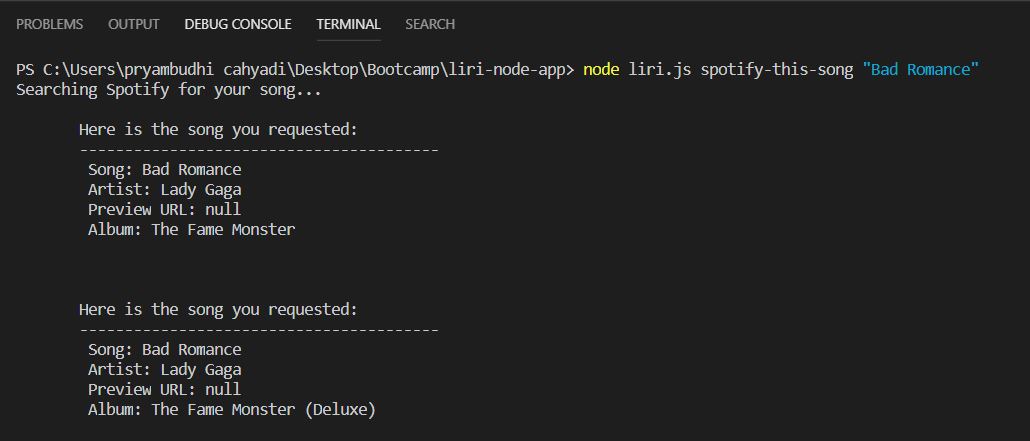 PROBLEMS OUTPUT DEBUG CONSOLE TERMINAL SEARCH
PS C:\Users\pryambudhi cahyadi\Desktop\Bootcamp\liri-node-app> node liri.js spotify-this-song "Bad Romance"
Searching Spotify for your song...
Here is the song you requested:
----------------------------------------
Song: Bad Romance
Artist: Lady Gaga
Preview URL: null
Album: The Fame Monster
Here is the song you requested:
----------------------------------------
Song: Bad Romance
Artist: Lady Gaga
Preview URL: null
Album: The Fame Monster (Deluxe)